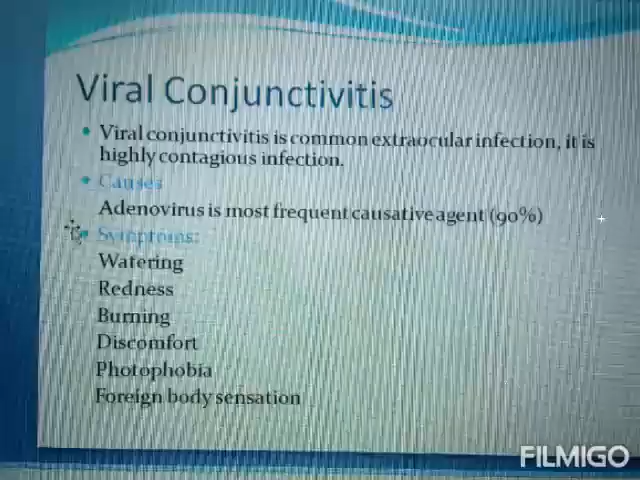 Viral Conjunctivitis
• Viral conjunctivitis is common extraocular infection, it is
highly contagious infection.
• Causes
Adenovirus is most frequent causative agent (90%)
• Symptoms:
Watering
Redness
Burning
Discomfort
Photophobia
Foreign body sensation
FILMIGO